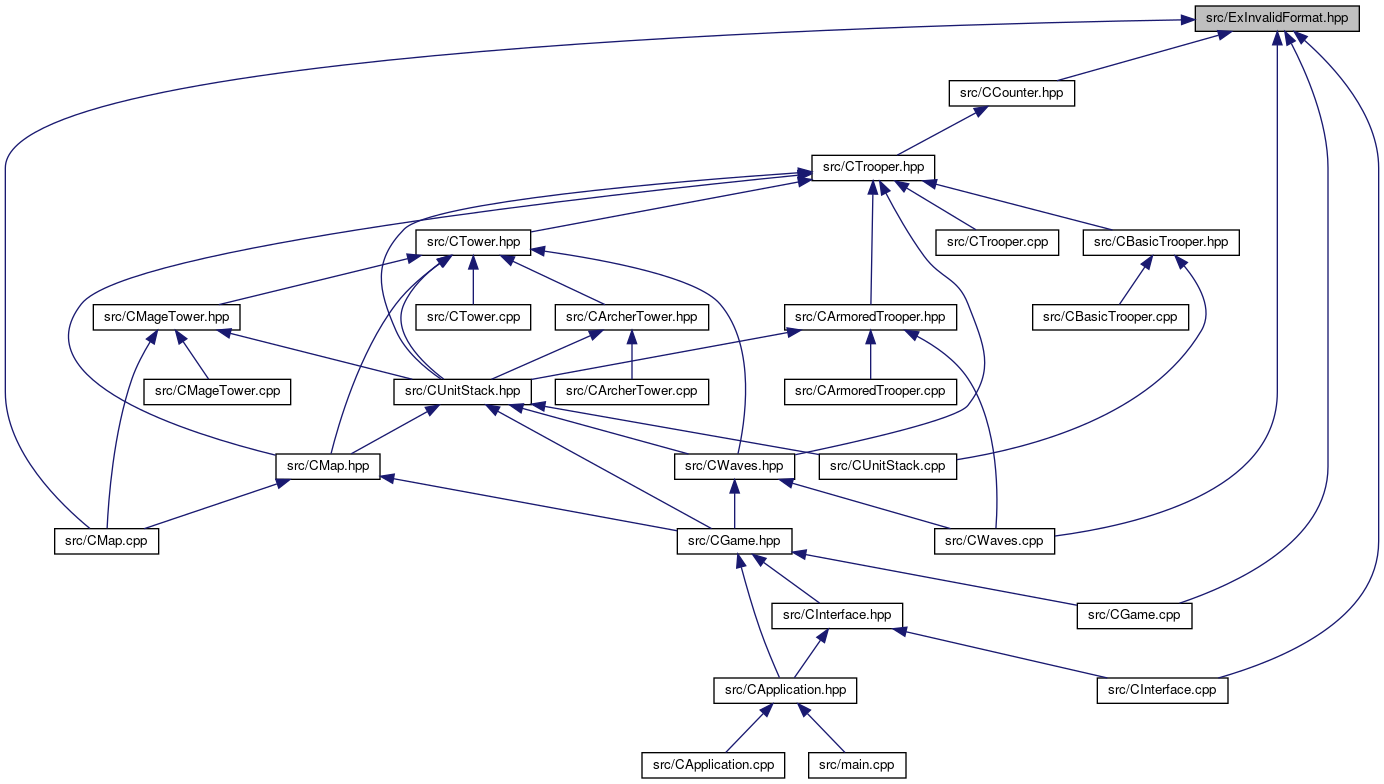 src/ExInvalidFormat.hpp
src/CCounter.hpp
src/CTrooper.hpp
src/CTower.hpp
src/CTrooper.cpp
src/CBasicTrooper.hpp
src/CMageTower.hpp
src/CTower.cpp
src/CArcherTower.hpp
src/CArmoredTrooper.hpp
src/CBasicTrooper.cpp
src/CMageTower.cpp
src/CUnitStack.hpp
src/CArcherTower.cpp
src/CArmoredTrooper.cpp
src/CMap.hpp
src/CWaves.hpp
src/CUnitStack.cpp
src/CMap.cpp
src/CGame.hpp
src/CWaves.cpp
src/CInterface.hpp
src/CGame.cpp
src/CApplication.hpp
src/CInterface.cpp
src/CApplication.cpp
src/main.cpp